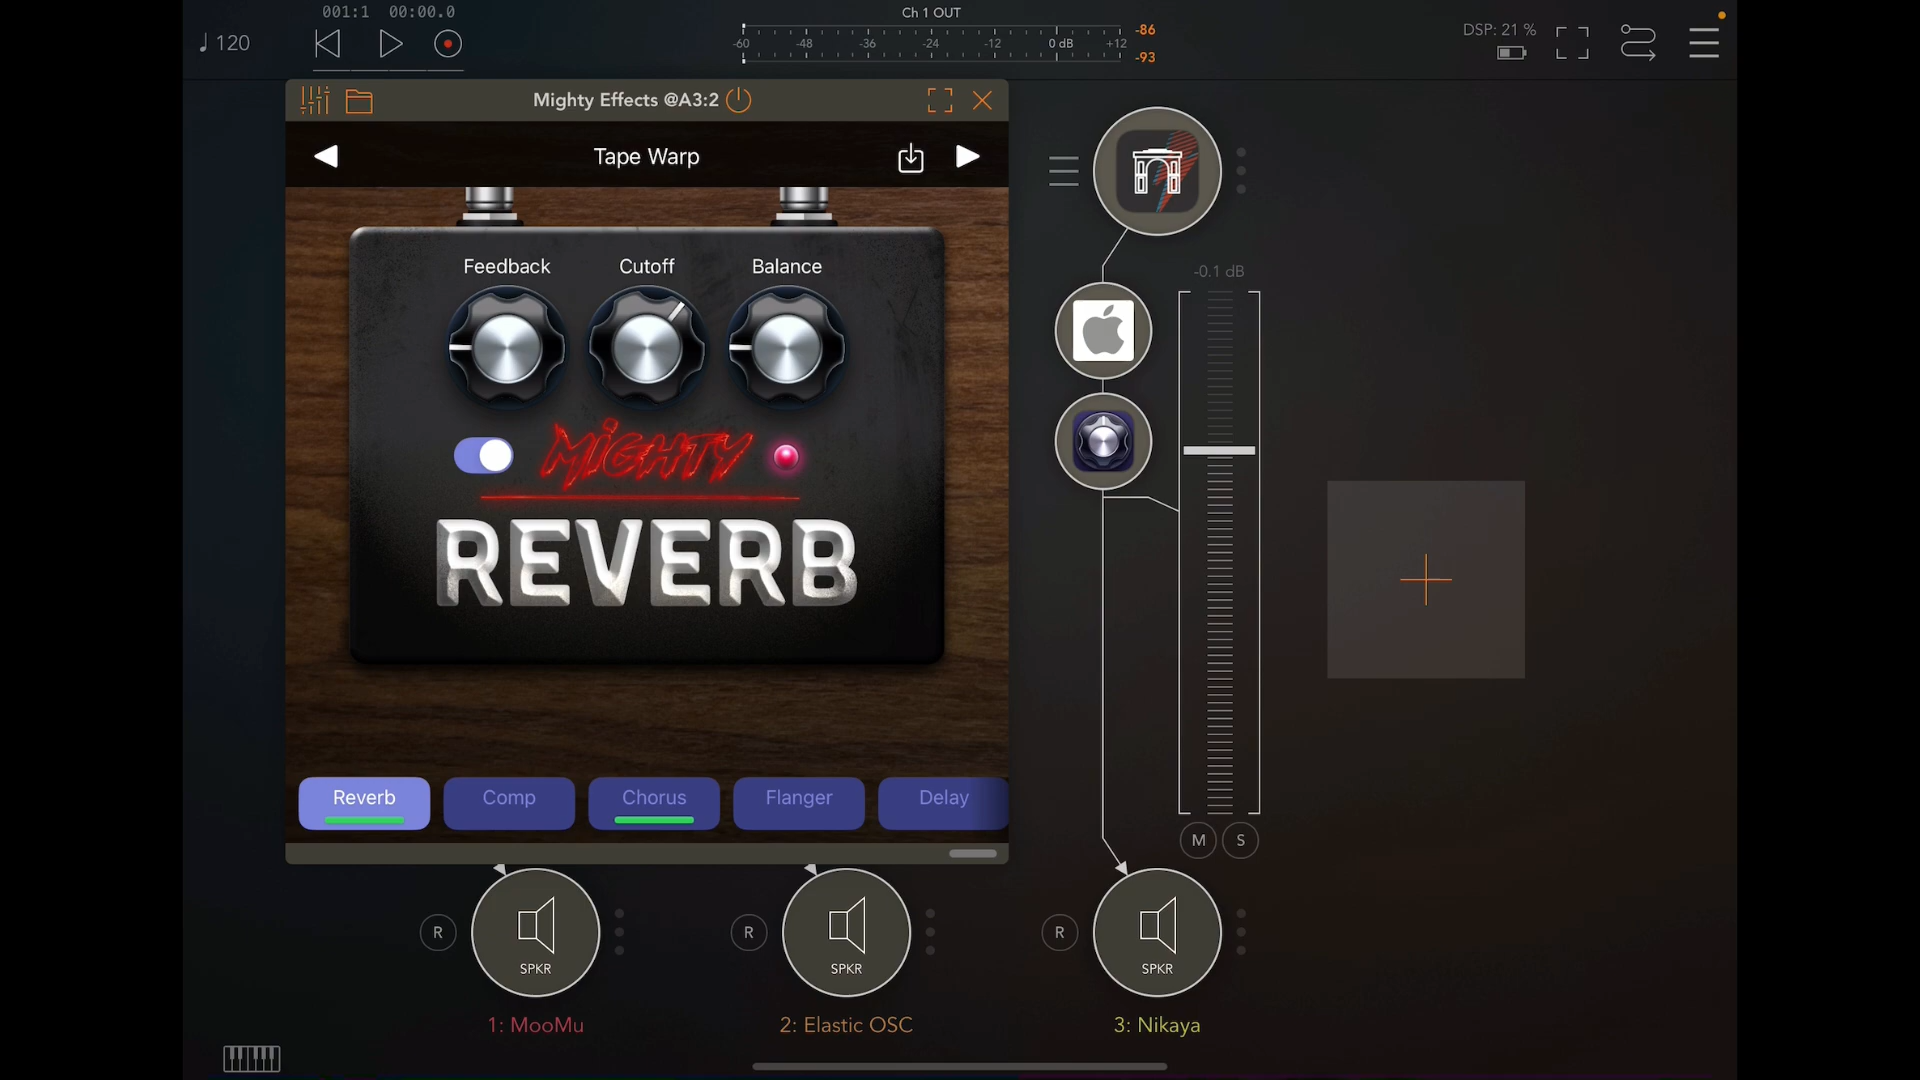 001:1 00:00.0
♩ 120
Ch 1 OUT
-60 -48 -36 -24 -12 0 dB +12
-86
-93
DSP: 21 %
Mighty Effects @A3:2
Tape Warp
Feedback Cutoff Balance
MIGHTY
REVERB
Reverb Comp Chorus Flanger Delay
-0.1 dB
M S
R SPKR R SPKR R SPKR
1: MooMu 2: Elastic OSC 3: Nikaya